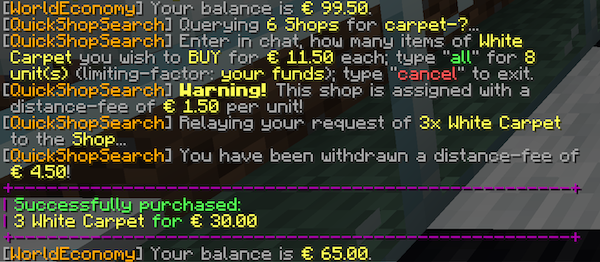 [WorldEconomy] Your balance is € 99.50.
[QuickShopSearch] Querying 6 Shops for carpet-?…
[QuickShopSearch] Enter in chat, how many items of White
Carpet you wish to BUY for € 11.50 each; type "all" for 8
unit(s) (limiting-factor: your funds); type "cancel" to exit.
[QuickShopSearch] Warning! This shop is assigned with a
distance-fee of € 1.50 per unit!
[QuickShopSearch] Relaying your request of 3x White Carpet
to the Shop…
[QuickShopSearch] You have been withdrawn a distance-fee of
€ 4.50!
+---------------------------------------------------+
| Successfully purchased:
| 3 White Carpet for € 30.00
+---------------------------------------------------+
[WorldEconomy] Your balance is € 65.00.